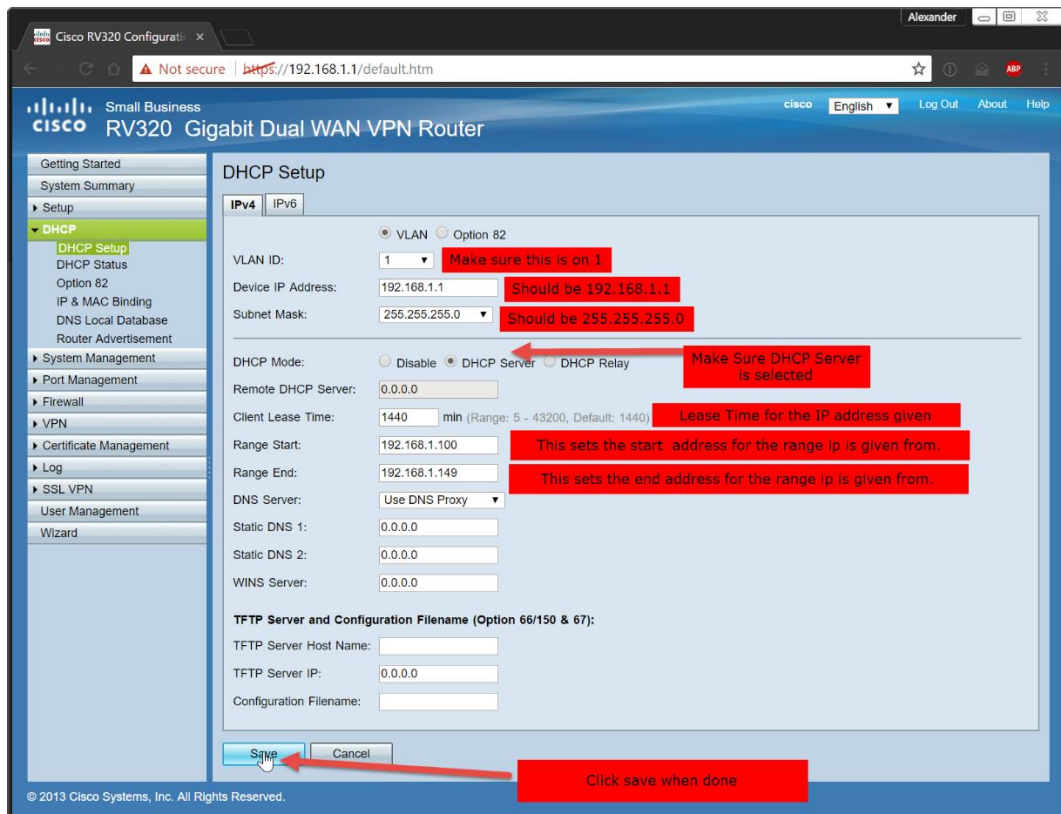 Alexander
Cisco RV320 Configuratic
Not secure https://192.168.1.1/default.htm
ABP
Small Business
cisco English Log Out About Help
CISCO RV320 Gigabit Dual WAN VPN Router
Getting Started
System Summary
Setup
DHCP
DHCP Setup
DHCP Status
Option 82
IP & MAC Binding
DNS Local Database
Router Advertisement
System Management
Port Management
Firewall
VPN
Certificate Management
Log
SSL VPN
User Management
Wizard
DHCP Setup
IPv4 IPv6
VLAN Option 82
VLAN ID: 1 Make sure this is on 1
Device IP Address: 192.168.1.1 Should be 192.168.1.1
Subnet Mask: 255.255.255.0 Should be 255.255.255.0
DHCP Mode: Disable DHCP Server DHCP Relay
Make Sure DHCP Server
is selected
Remote DHCP Server: 0.0.0.0
Client Lease Time: 1440 min (Range: 5 - 43200, Default: 1440) Lease Time for the IP address given
Range Start: 192.168.1.100 This sets the start address for the range ip is given from.
Range End: 192.168.1.149 This sets the end address for the range ip is given from.
DNS Server: Use DNS Proxy
Static DNS 1: 0.0.0.0
Static DNS 2: 0.0.0.0
WINS Server: 0.0.0.0
TFTP Server and Configuration Filename (Option 66/150 & 67):
TFTP Server Host Name:
TFTP Server IP: 0.0.0.0
Configuration Filename:
Save Cancel
Click save when done
© 2013 Cisco Systems, Inc. All Rights Reserved.